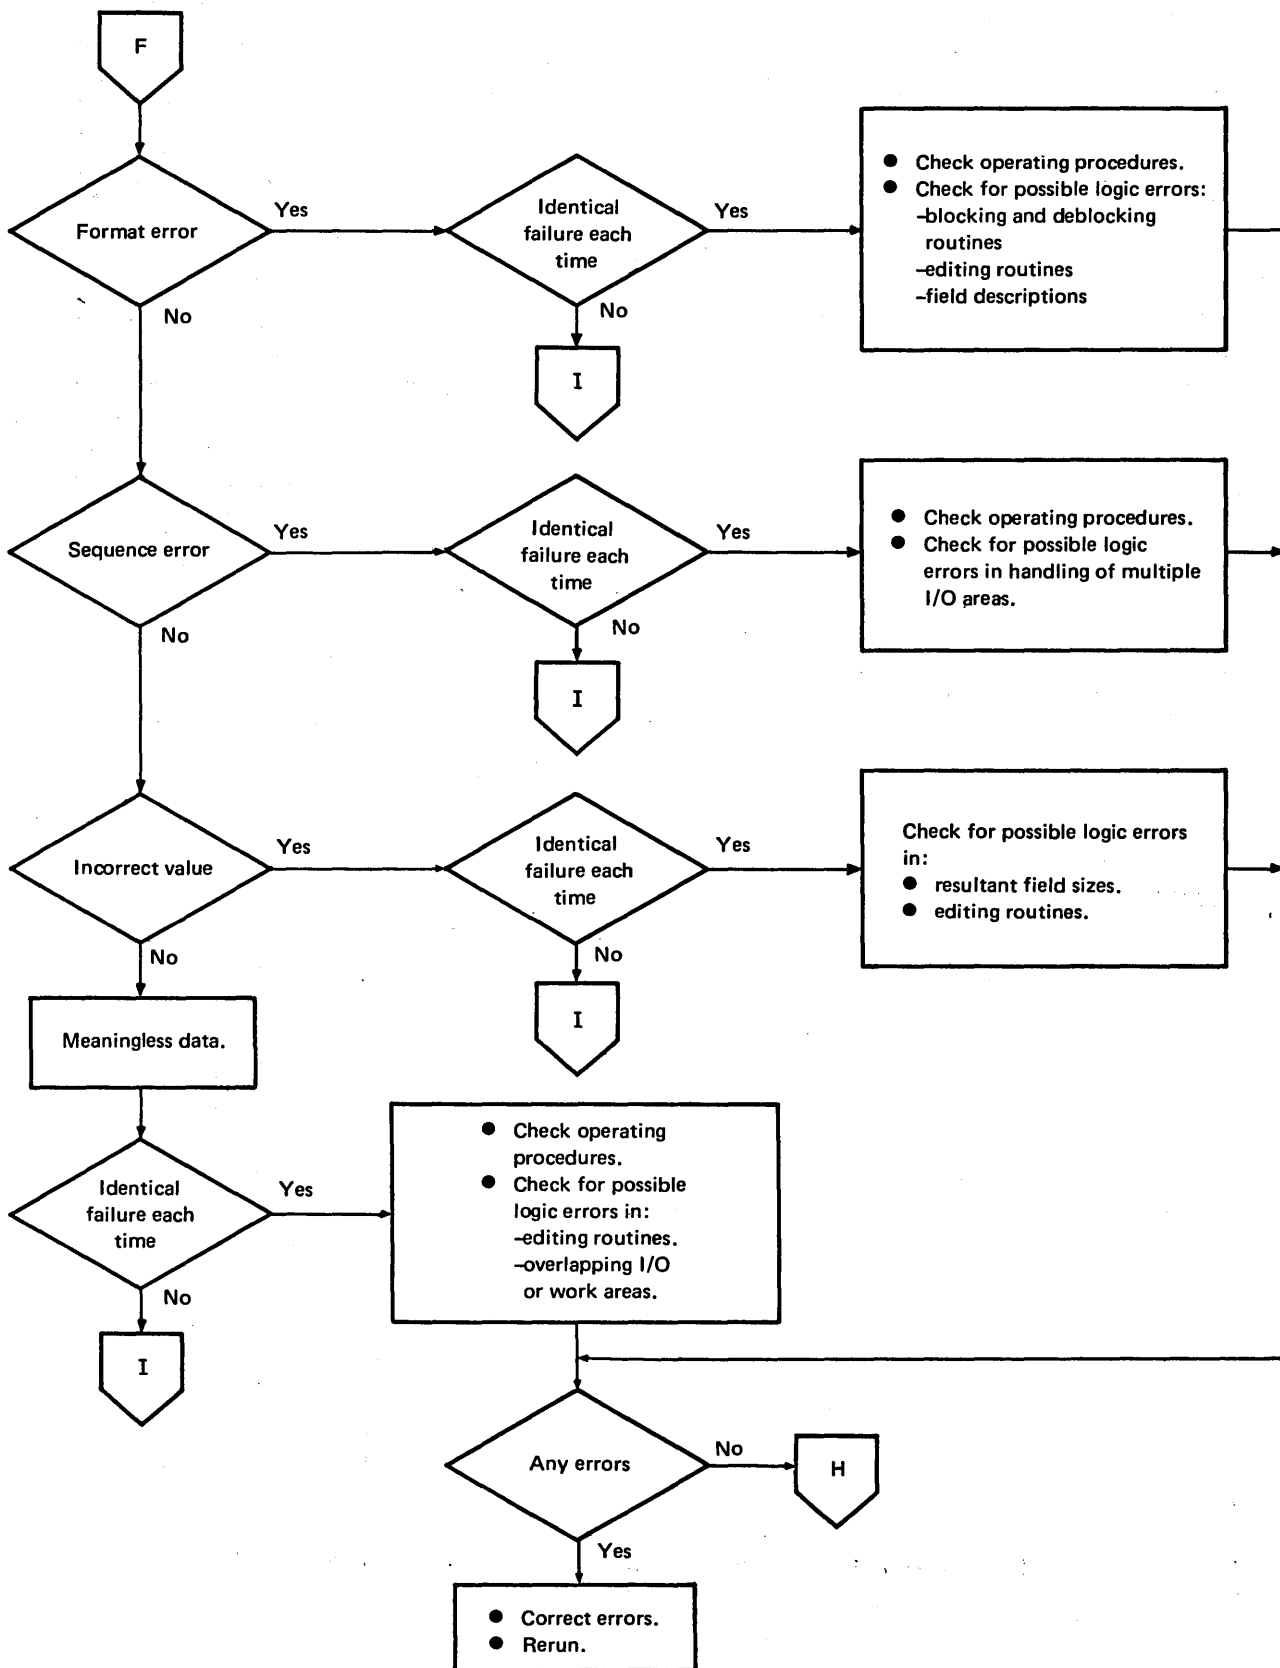 F
Format error
Yes
No
Identical
failure each
time
Yes
No
I
● Check operating procedures.
● Check for possible logic errors:
–blocking and deblocking
routines
–editing routines
–field descriptions
Sequence error
Yes
No
Identical
failure each
time
Yes
No
I
● Check operating procedures.
● Check for possible logic
errors in handling of multiple
I/O areas.
Incorrect value
Yes
No
Identical
failure each
time
Yes
No
I
Check for possible logic errors
in:
● resultant field sizes.
● editing routines.
Meaningless data.
Identical
failure each
time
Yes
No
I
● Check operating
procedures.
● Check for possible
logic errors in:
–editing routines.
–overlapping I/O
or work areas.
Any errors
No
H
Yes
● Correct errors.
● Rerun.